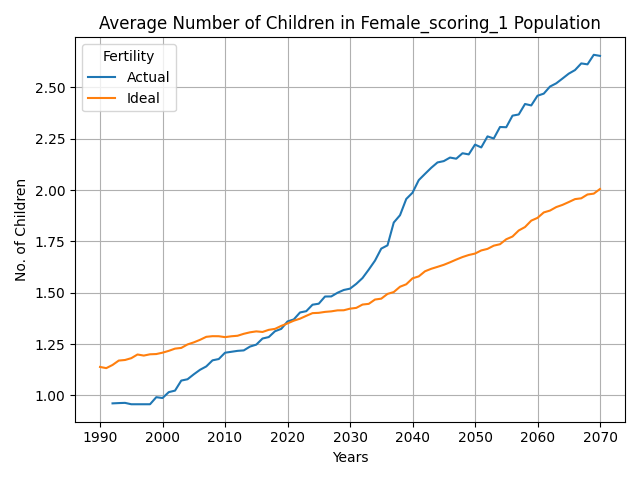 Average Number of Children in Female_scoring_1 Population
Fertility
Actual
Ideal
No. of Children
2.50
2.25
2.00
1.75
1.50
1.25
1.00
1990 2000 2010 2020 2030 2040 2050 2060 2070
Years